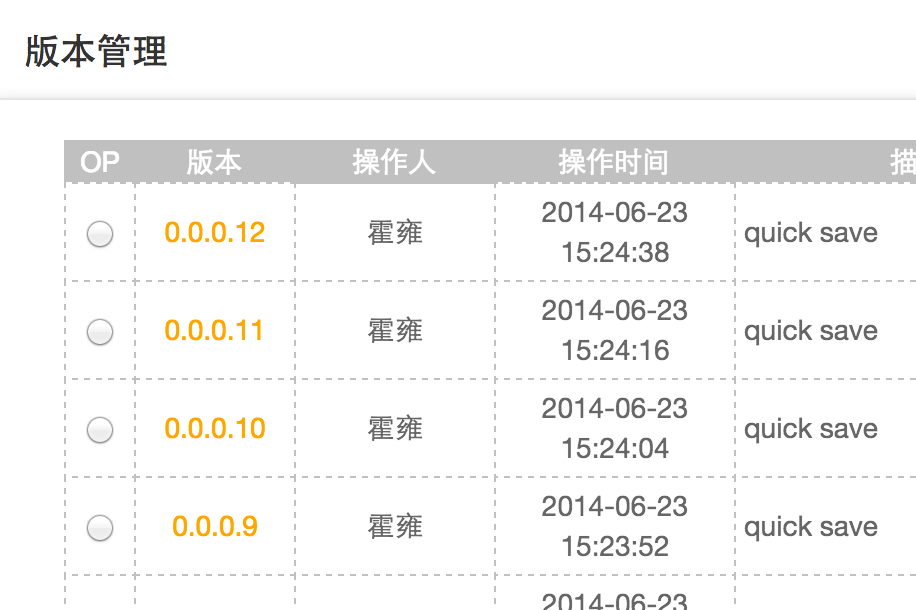 版本管理
OP 版本 操作人 操作时间 描
0.0.0.12 霍雍 2014-06-23 15:24:38 quick save
0.0.0.11 霍雍 2014-06-23 15:24:16 quick save
0.0.0.10 霍雍 2014-06-23 15:24:04 quick save
0.0.0.9 霍雍 2014-06-23 15:23:52 quick save
2014-06-23